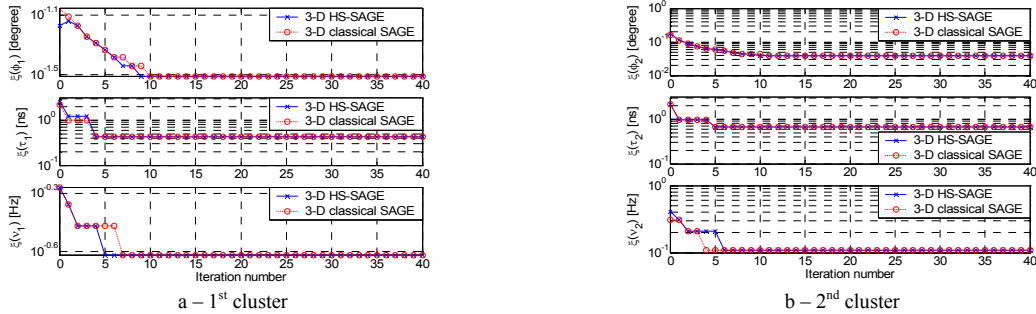 10^-1.1
10^-1.5
ξ(ϕ1) [degree]
3-D HS-SAGE
3-D classical SAGE
0 5 10 15 20 25 30 35 40
10^0
10^-1
ξ(τ1) [ns]
3-D HS-SAGE
3-D classical SAGE
0 5 10 15 20 25 30 35 40
10^-0.3
10^-0.6
ξ(ν1) [Hz]
3-D HS-SAGE
3-D classical SAGE
0 5 10 15 20 25 30 35 40
Iteration number
a – 1st cluster
10^0
10^-1
10^-2
ξ(ϕ2) [degree]
3-D HS-SAGE
3-D classical SAGE
0 5 10 15 20 25 30 35 40
10^0
10^-1
ξ(τ2) [ns]
3-D HS-SAGE
3-D classical SAGE
0 5 10 15 20 25 30 35 40
10^0
10^-1
ξ(ν2) [Hz]
3-D HS-SAGE
3-D classical SAGE
0 5 10 15 20 25 30 35 40
Iteration number
b – 2nd cluster